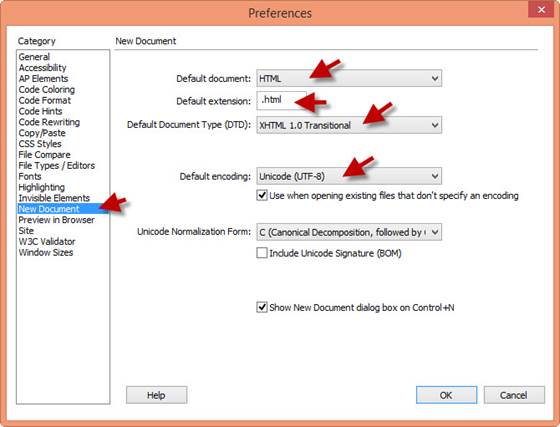 Preferences
Category
General
Accessibility
AP Elements
Code Coloring
Code Format
Code Hints
Code Rewriting
Copy/Paste
CSS Styles
File Compare
File Types / Editors
Fonts
Highlighting
Invisible Elements
New Document
Preview in Browser
Site
W3C Validator
Window Sizes
New Document
Default document: HTML
Default extension: .html
Default Document Type (DTD): XHTML 1.0 Transitional
Default encoding: Unicode (UTF-8)
Use when opening existing files that don't specify an encoding
Unicode Normalization Form: C (Canonical Decomposition, followed by
Include Unicode Signature (BOM)
Show New Document dialog box on Control+N
Help
OK
Cancel